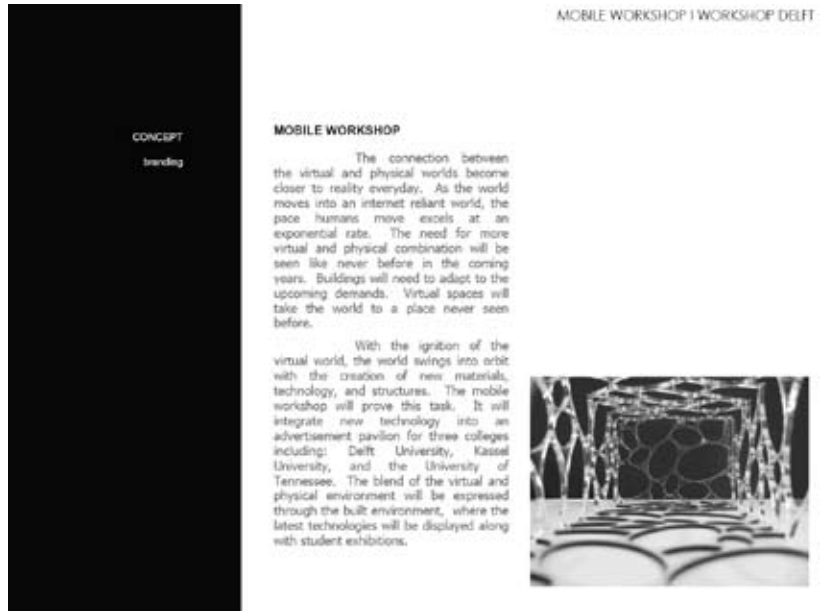 MOBILE WORKSHOP I WORKSHOP DELFT
CONCEPT
branding
MOBILE WORKSHOP
The connection between
the virtual and physical worlds become
closer to reality everyday. As the world
moves into an internet reliant world, the
pace humans move excels at an
exponential rate. The need for more
virtual and physical combination will be
seen like never before in the coming
years. Buildings will need to adapt to the
upcoming demands. Virtual spaces will
take the world to a place never seen
before.
With the ignition of the
virtual world, the world swings into orbit
with the creation of new materials,
technology, and structures. The mobile
workshop will prove this task. It will
integrate new technology into an
advertisement pavilion for three colleges
including: Delft University, Kassel
University, and the University of
Tennessee. The blend of the virtual and
physical environment will be expressed
through the built environment, where the
latest technologies will be displayed along
with student exhibitions.